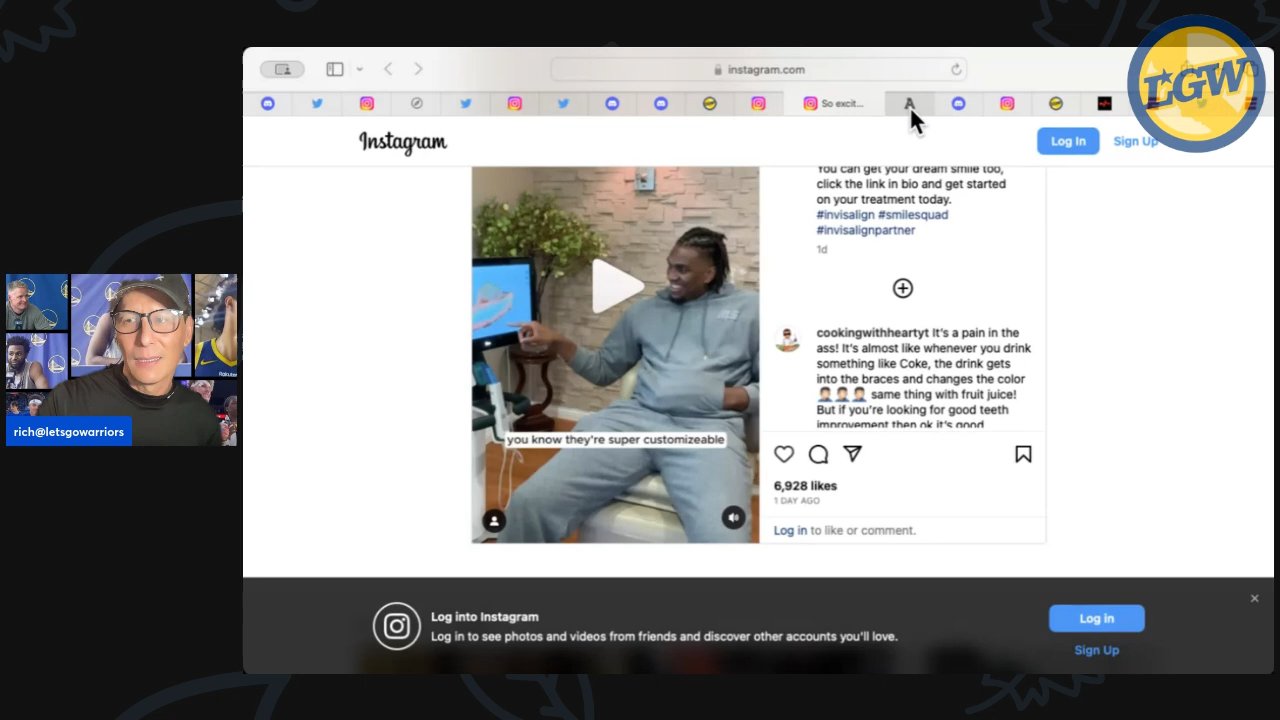 instagram.com
So excit...
LGW
Instagram
Log In
Sign Up
You can get your dream smile too,
click the link in bio and get started
on your treatment today.
#invisalign #smilesquad
#invisalignpartner
1d
cookingwithheartyt It's a pain in the
ass! It's almost like whenever you drink
something like Coke, the drink gets
into the braces and changes the color
🤦🏻‍♂️🤦🏻‍♂️🤦🏻‍♂️ same thing with fruit juice!
But if you're looking for good teeth
improvement then ok it's good
you know they're super customizeable
6,928 likes
1 DAY AGO
Log in to like or comment.
rich@letsgowarriors
Log into Instagram
Log in to see photos and videos from friends and discover other accounts you'll love.
Log in
Sign Up